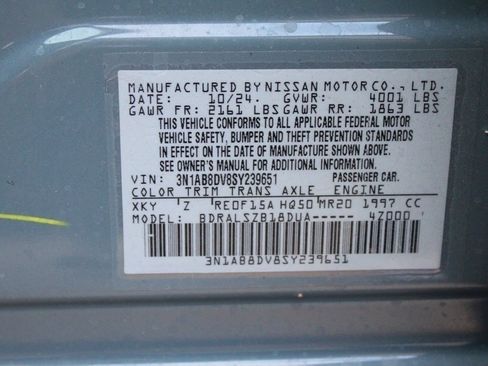 MANUFACTURED BY NISSAN MOTOR CO., LTD.
DATE: 10/24. GVWR: 4001 LBS
GAWR FR: 2161 LBS GAWR RR: 1863 LBS
THIS VEHICLE CONFORMS TO ALL APPLICABLE FEDERAL MOTOR
VEHICLE SAFETY, BUMPER AND THEFT PREVENTION STANDARDS
IN EFFECT ON THE DATE OF MANUFACTURE SHOWN ABOVE.
SEE OWNER'S MANUAL FOR ADDITIONAL INFORMATION
VIN: 3N1AB8DV8SY239651 PASSENGER CAR.
COLOR TRIM TRANS AXLE ENGINE
XKY Z RE0F15A HQ50 MR20 1997 CC
MODEL: BDRALSZB18DUA----- 47000
3N1AB8DV8SY239651